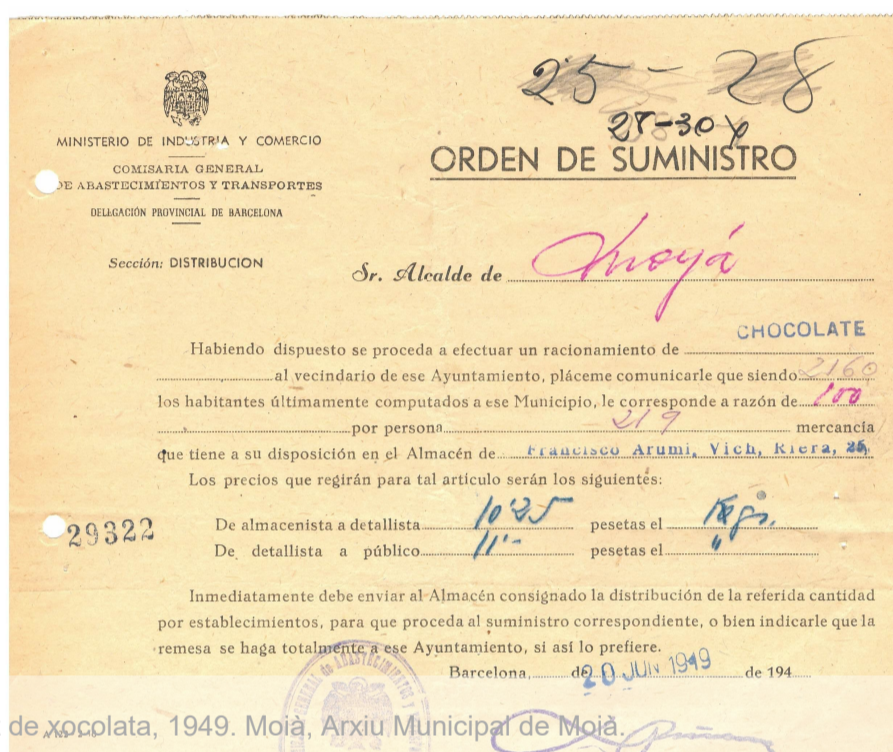 25 - 28
28-30
MINISTERIO DE INDUSTRIA Y COMERCIO
COMISARIA GENERAL
DE ABASTECIMIENTOS Y TRANSPORTES
DELEGACIÓN PROVINCIAL DE BARCELONA
Sección: DISTRIBUCION
ORDEN DE SUMINISTRO
Sr. Alcalde de Moyá
CHOCOLATE
Habiendo dispuesto se proceda a efectuar un racionamiento de
al vecindario de ese Ayuntamiento, pláceme comunicarle que siendo 2160
los habitantes últimamente computados a ese Municipio, le corresponde a razón de 100
por persona 219 mercancía
que tiene a su disposición en el Almacén de Francisco Arumi, Vich, Riera, 25,
Los precios que regirán para tal artículo serán los siguientes:
De almacenista a detallista 10'25 pesetas el Kgs.
De detallista a público 11'- pesetas el "
29322
Inmediatamente debe enviar al Almacén consignado la distribución de la referida cantidad
por establecimientos, para que proceda al suministro correspondiente, o bien indicarle que la
remesa se haga totalmente a ese Ayuntamiento, si así lo prefiere.
Barcelona, de 20 JUN 1949 de 194
de xocolata, 1949. Moià, Arxiu Municipal de Moià.